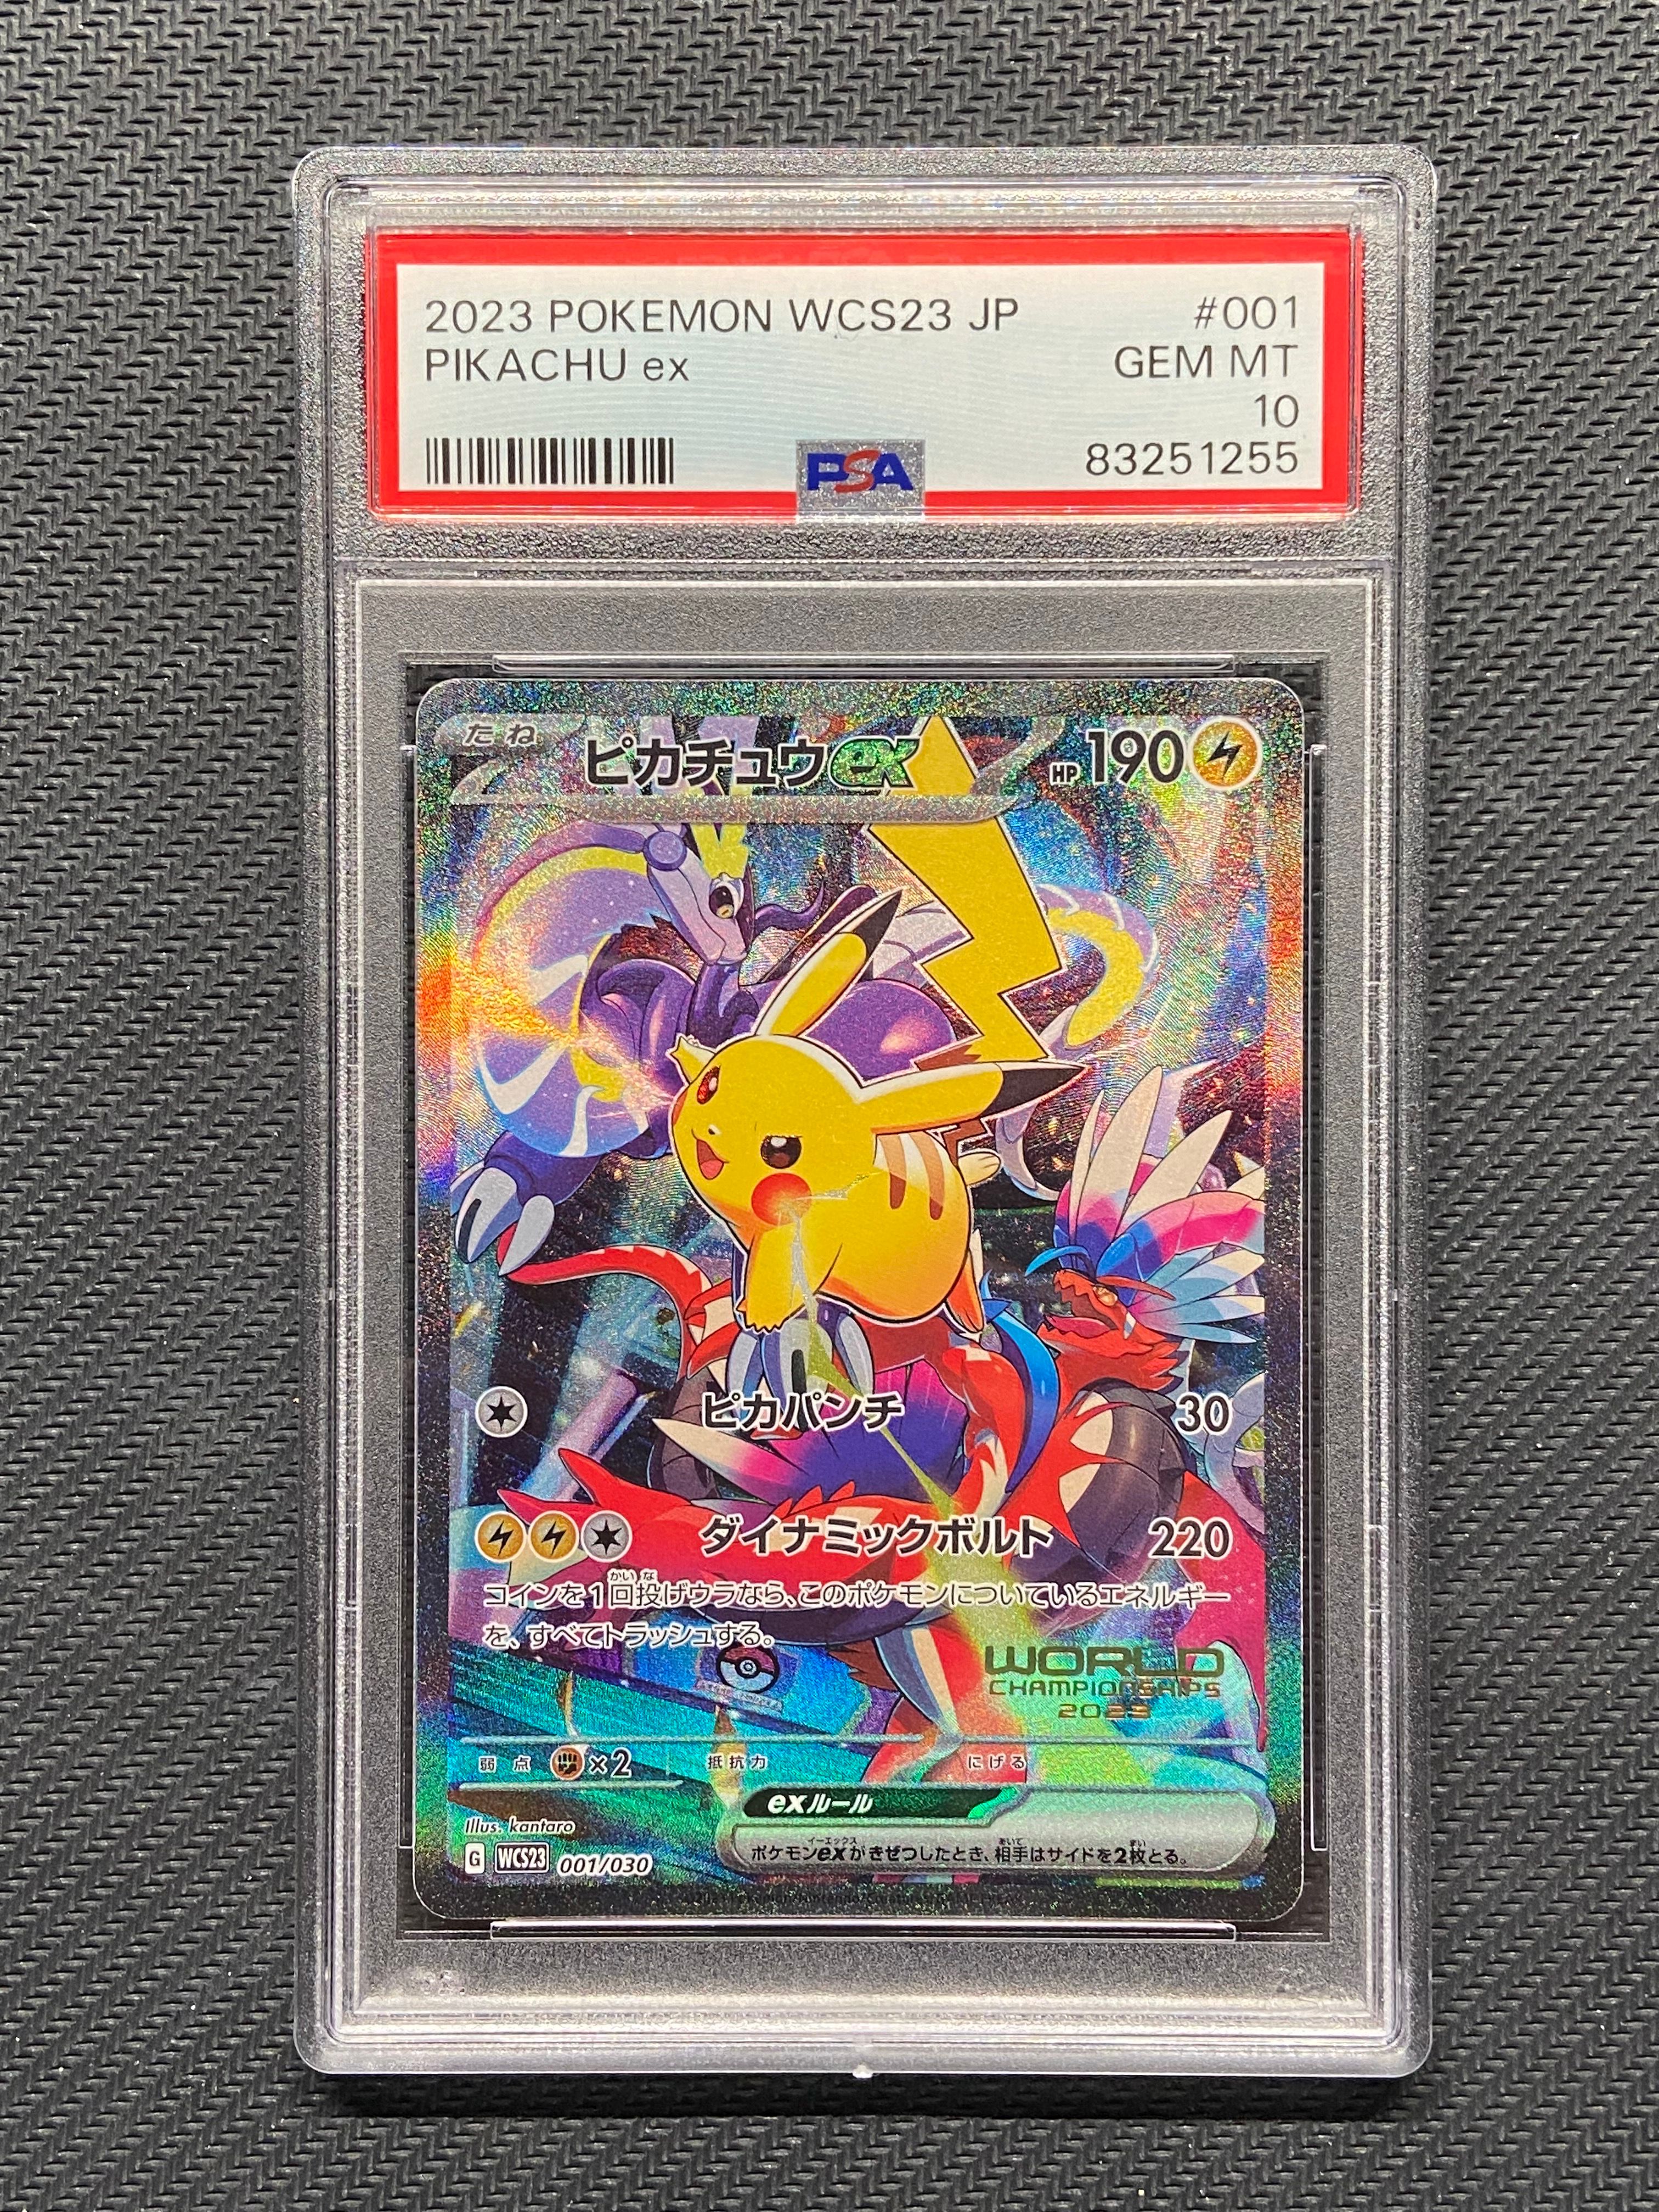 2023 POKEMON WCS23 JP #001
PIKACHU ex GEM MT
10
PSA 83251255
たね ピカチュウex HP 190
ピカパンチ 30
ダイナミックボルト 220
コインを1回投げウラなら、このポケモンについているエネルギー
を、すべてトラッシュする。
WORLD
CHAMPIONSHIPS
2023
弱点 ×2 抵抗力 にげる
exルール
Illus. kantaro
ポケモンexがきぜつしたとき、相手はサイドを2枚とる。
G WCS23 001/030